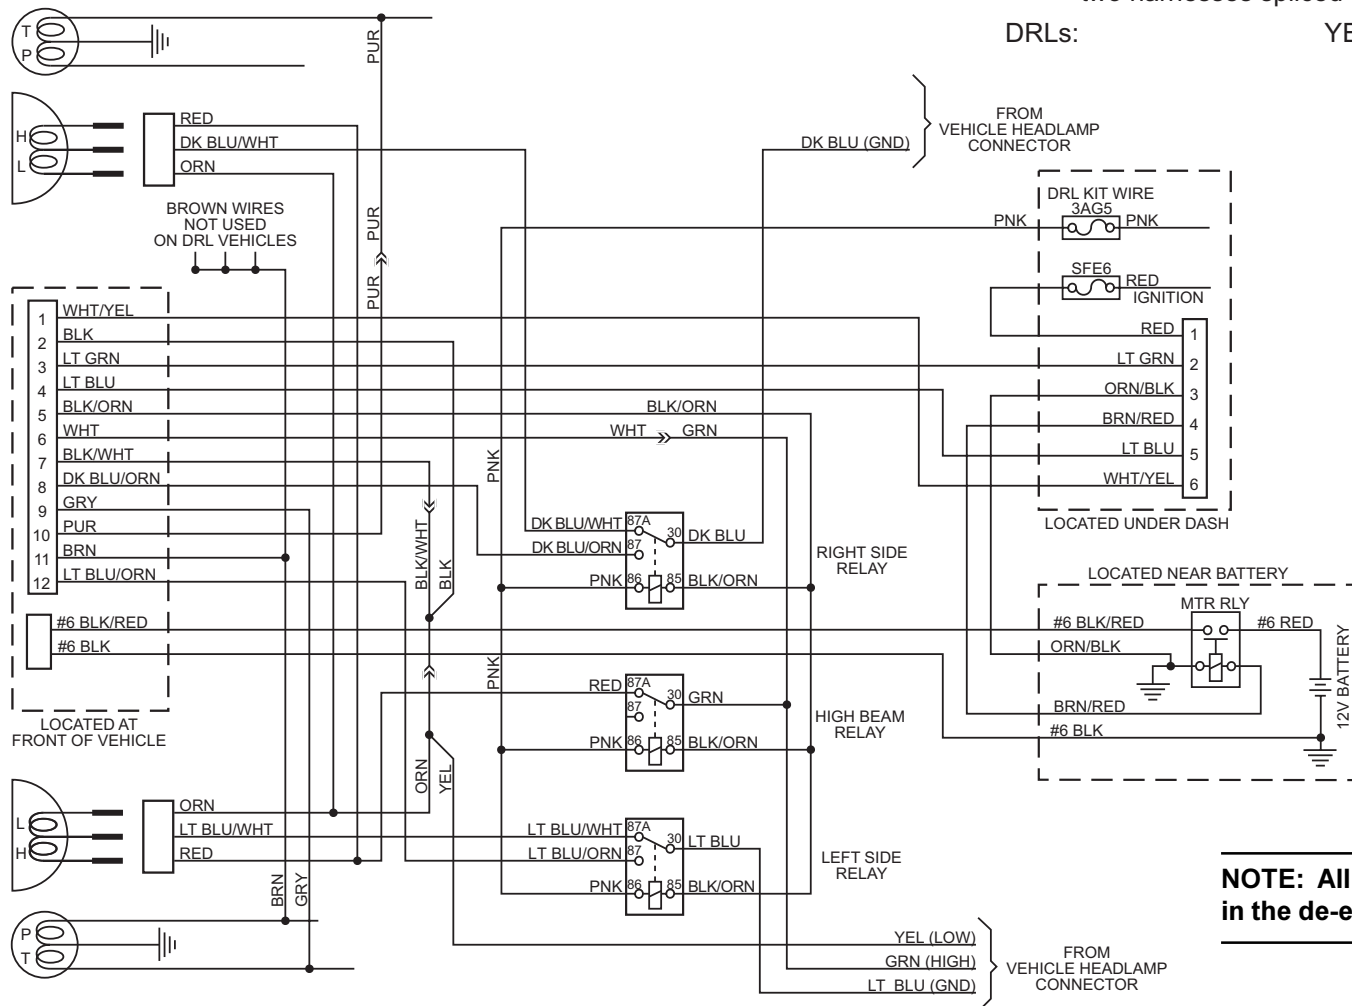 two harnesses spliced
DRLs:
YE
T
P
PUR
H
L
RED
DK BLU/WHT
ORN
DK BLU (GND)
FROM
VEHICLE HEADLAMP
CONNECTOR
BROWN WIRES
NOT USED
ON DRL VEHICLES
PUR
PUR
DRL KIT WIRE
3AG5
PNK
PNK
SFE6
RED
IGNITION
1 WHT/YEL
2 BLK
3 LT GRN
4 LT BLU
5 BLK/ORN
6 WHT
7 BLK/WHT
8 DK BLU/ORN
9 GRY
10 PUR
11 BRN
12 LT BLU/ORN
#6 BLK/RED
#6 BLK
LOCATED AT
FRONT OF VEHICLE
RED 1
LT GRN 2
ORN/BLK 3
BRN/RED 4
LT BLU 5
WHT/YEL 6
LOCATED UNDER DASH
BLK/ORN
WHT GRN
PNK
BLK/WHT
BLK
DK BLU/WHT 87A
30 DK BLU
DK BLU/ORN 87
PNK 86 85 BLK/ORN
RIGHT SIDE
RELAY
PNK
RED 87A
30 GRN
87
PNK 86 85 BLK/ORN
HIGH BEAM
RELAY
LOCATED NEAR BATTERY
MTR RLY
#6 BLK/RED
#6 RED
ORN/BLK
BRN/RED
#6 BLK
12V BATTERY
ORN
YEL
L
H
ORN
LT BLU/WHT
RED
LT BLU/WHT 87A
30 LT BLU
LT BLU/ORN 87
PNK 86 85 BLK/ORN
LEFT SIDE
RELAY
BRN
GRY
P
T
YEL (LOW)
GRN (HIGH)
LT BLU (GND)
FROM
VEHICLE HEADLAMP
CONNECTOR
NOTE: All
in the de-e